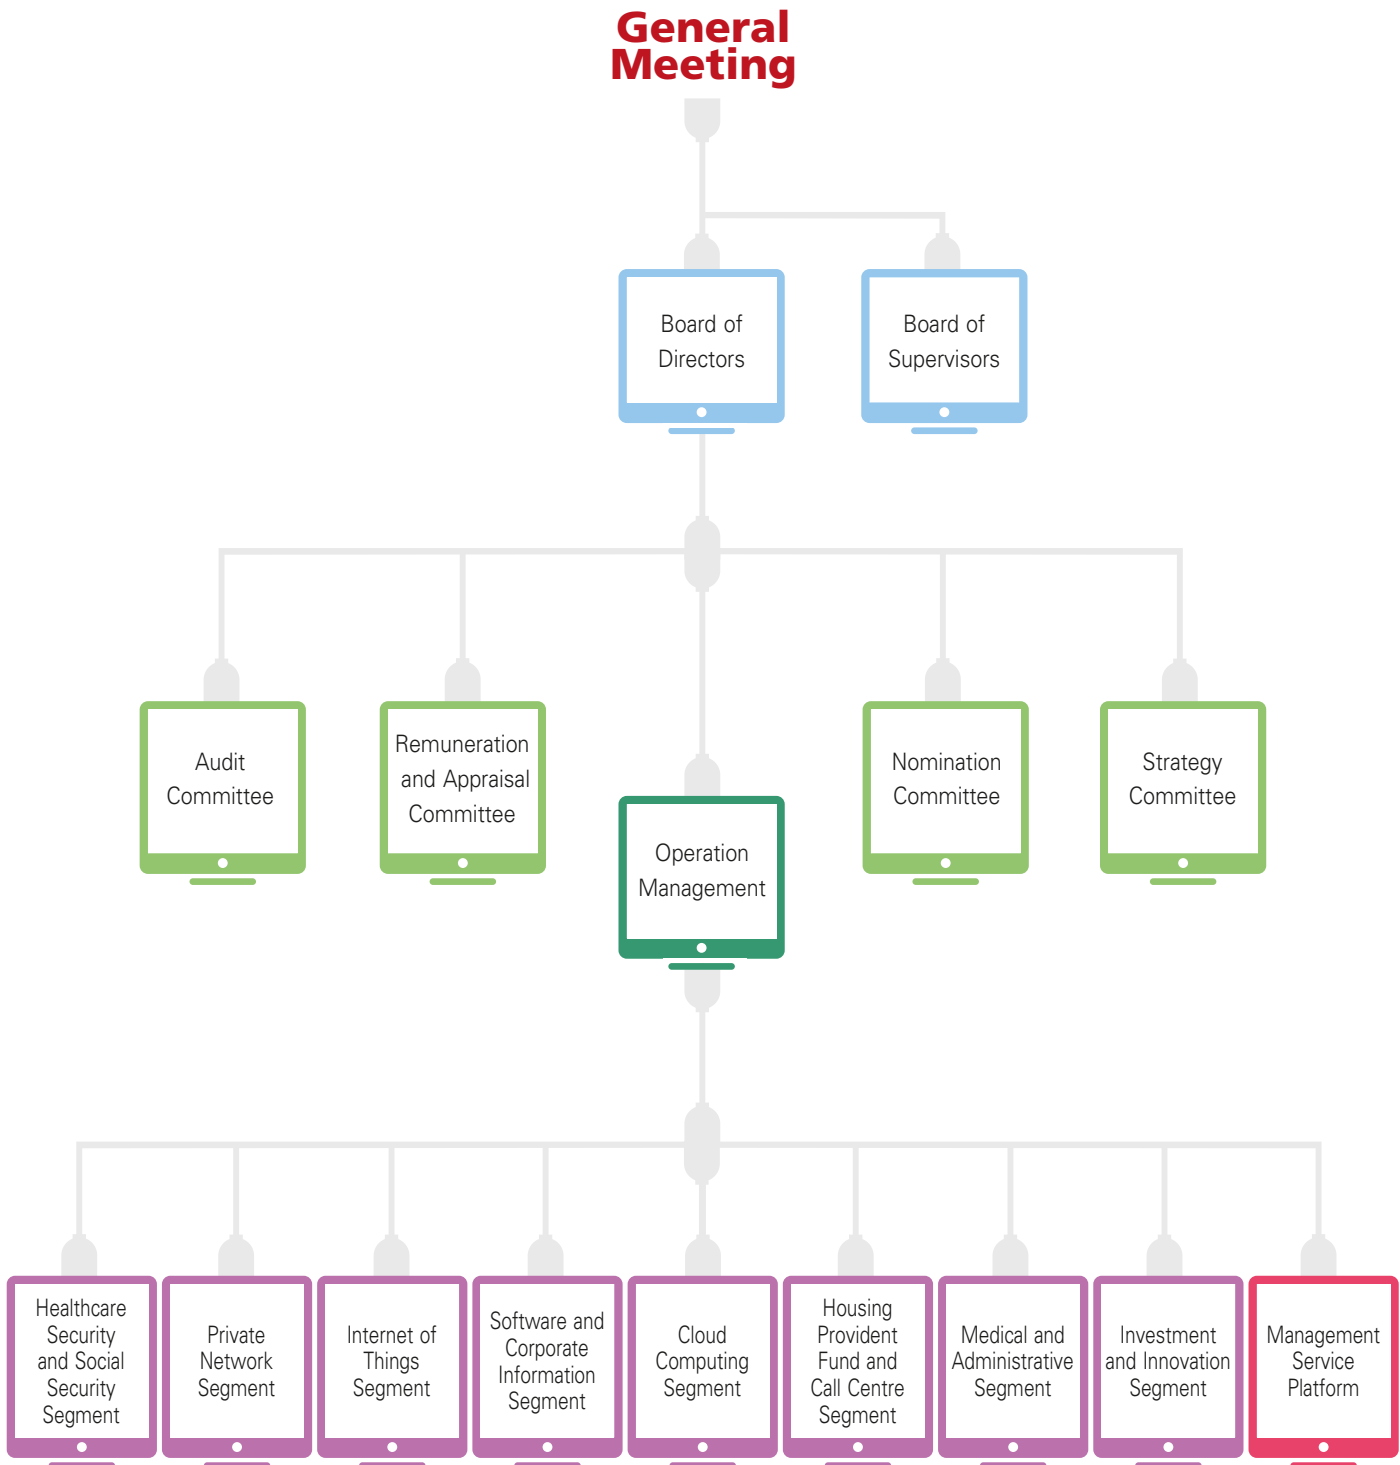 General
Meeting
Board of
Directors
Board of
Supervisors
Audit
Committee
Remuneration
and Appraisal
Committee
Operation
Management
Nomination
Committee
Strategy
Committee
Healthcare
Security
and Social
Security
Segment
Private
Network
Segment
Internet of
Things
Segment
Software and
Corporate
Information
Segment
Cloud
Computing
Segment
Housing
Provident
Fund and
Call Centre
Segment
Medical and
Administrative
Segment
Investment
and Innovation
Segment
Management
Service
Platform